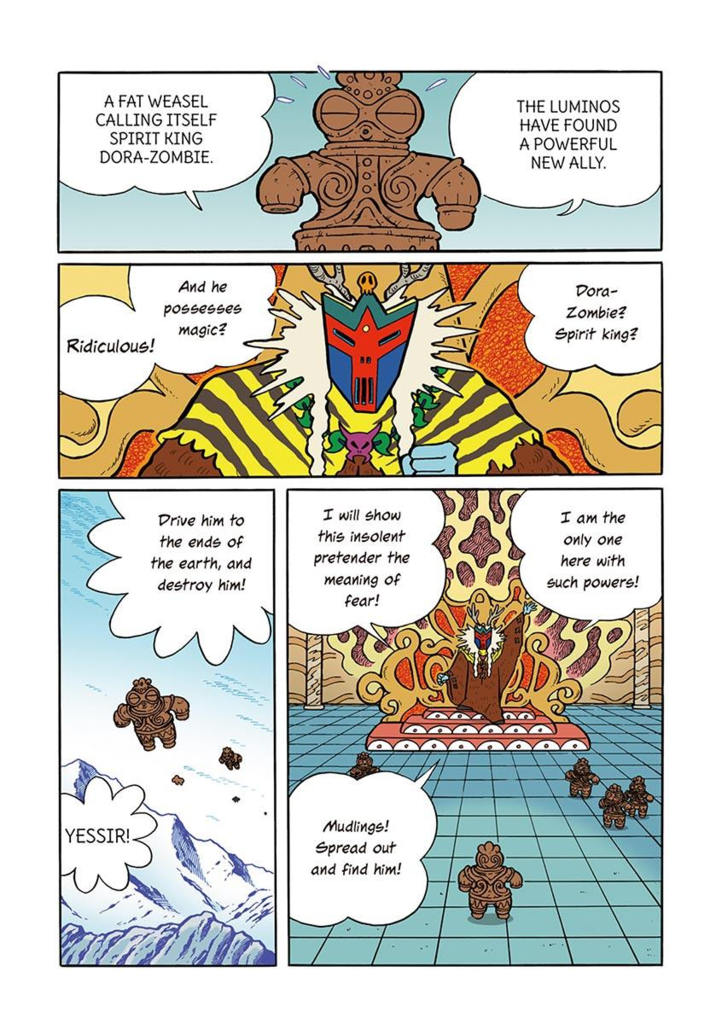 THE LUMINOS
HAVE FOUND
A POWERFUL
NEW ALLY.
A FAT WEASEL
CALLING ITSELF
SPIRIT KING
DORA-ZOMBIE.
Dora-
Zombie?
Spirit king?
And he
possesses
magic?
Ridiculous!
I am the
only one
here with
such powers!
I will show
this insolent
pretender the
meaning of
fear!
Mudlings!
Spread out
and find him!
Drive him to
the ends of
the earth, and
destroy him!
YESSIR!